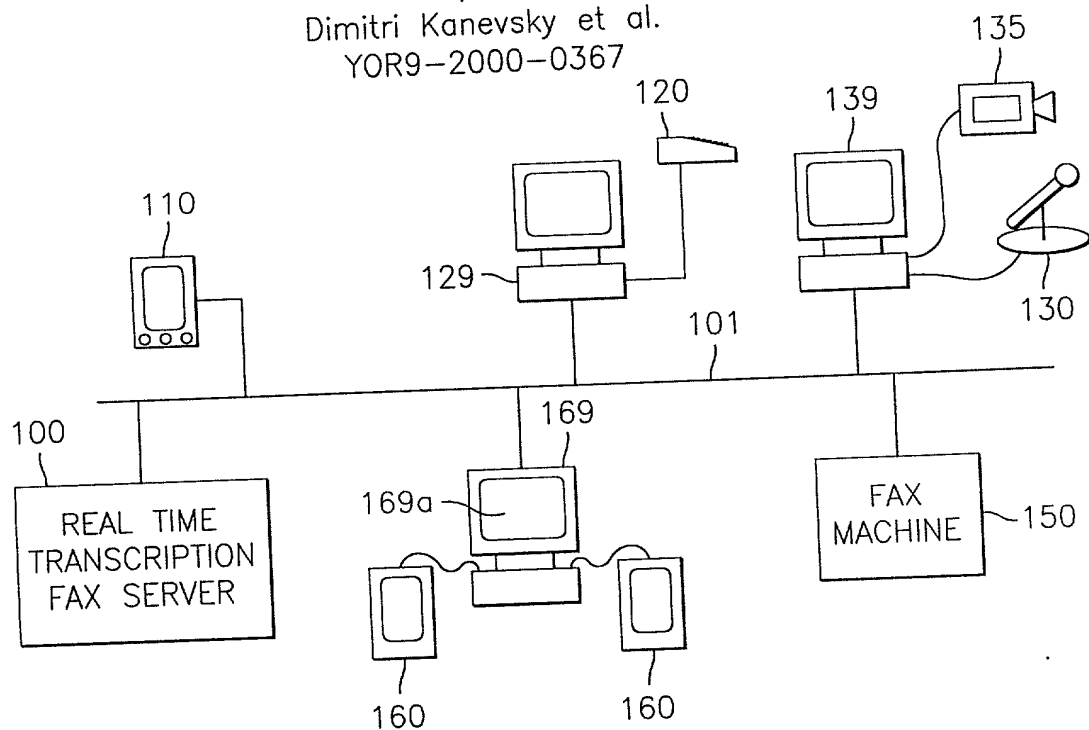 Dimitri Kanevsky et al.
YOR9-2000-0367
135
120
139
110
129
130
101
100
169
169a
REAL TIME
TRANSCRIPTION
FAX SERVER
FAX
MACHINE
150
160
160